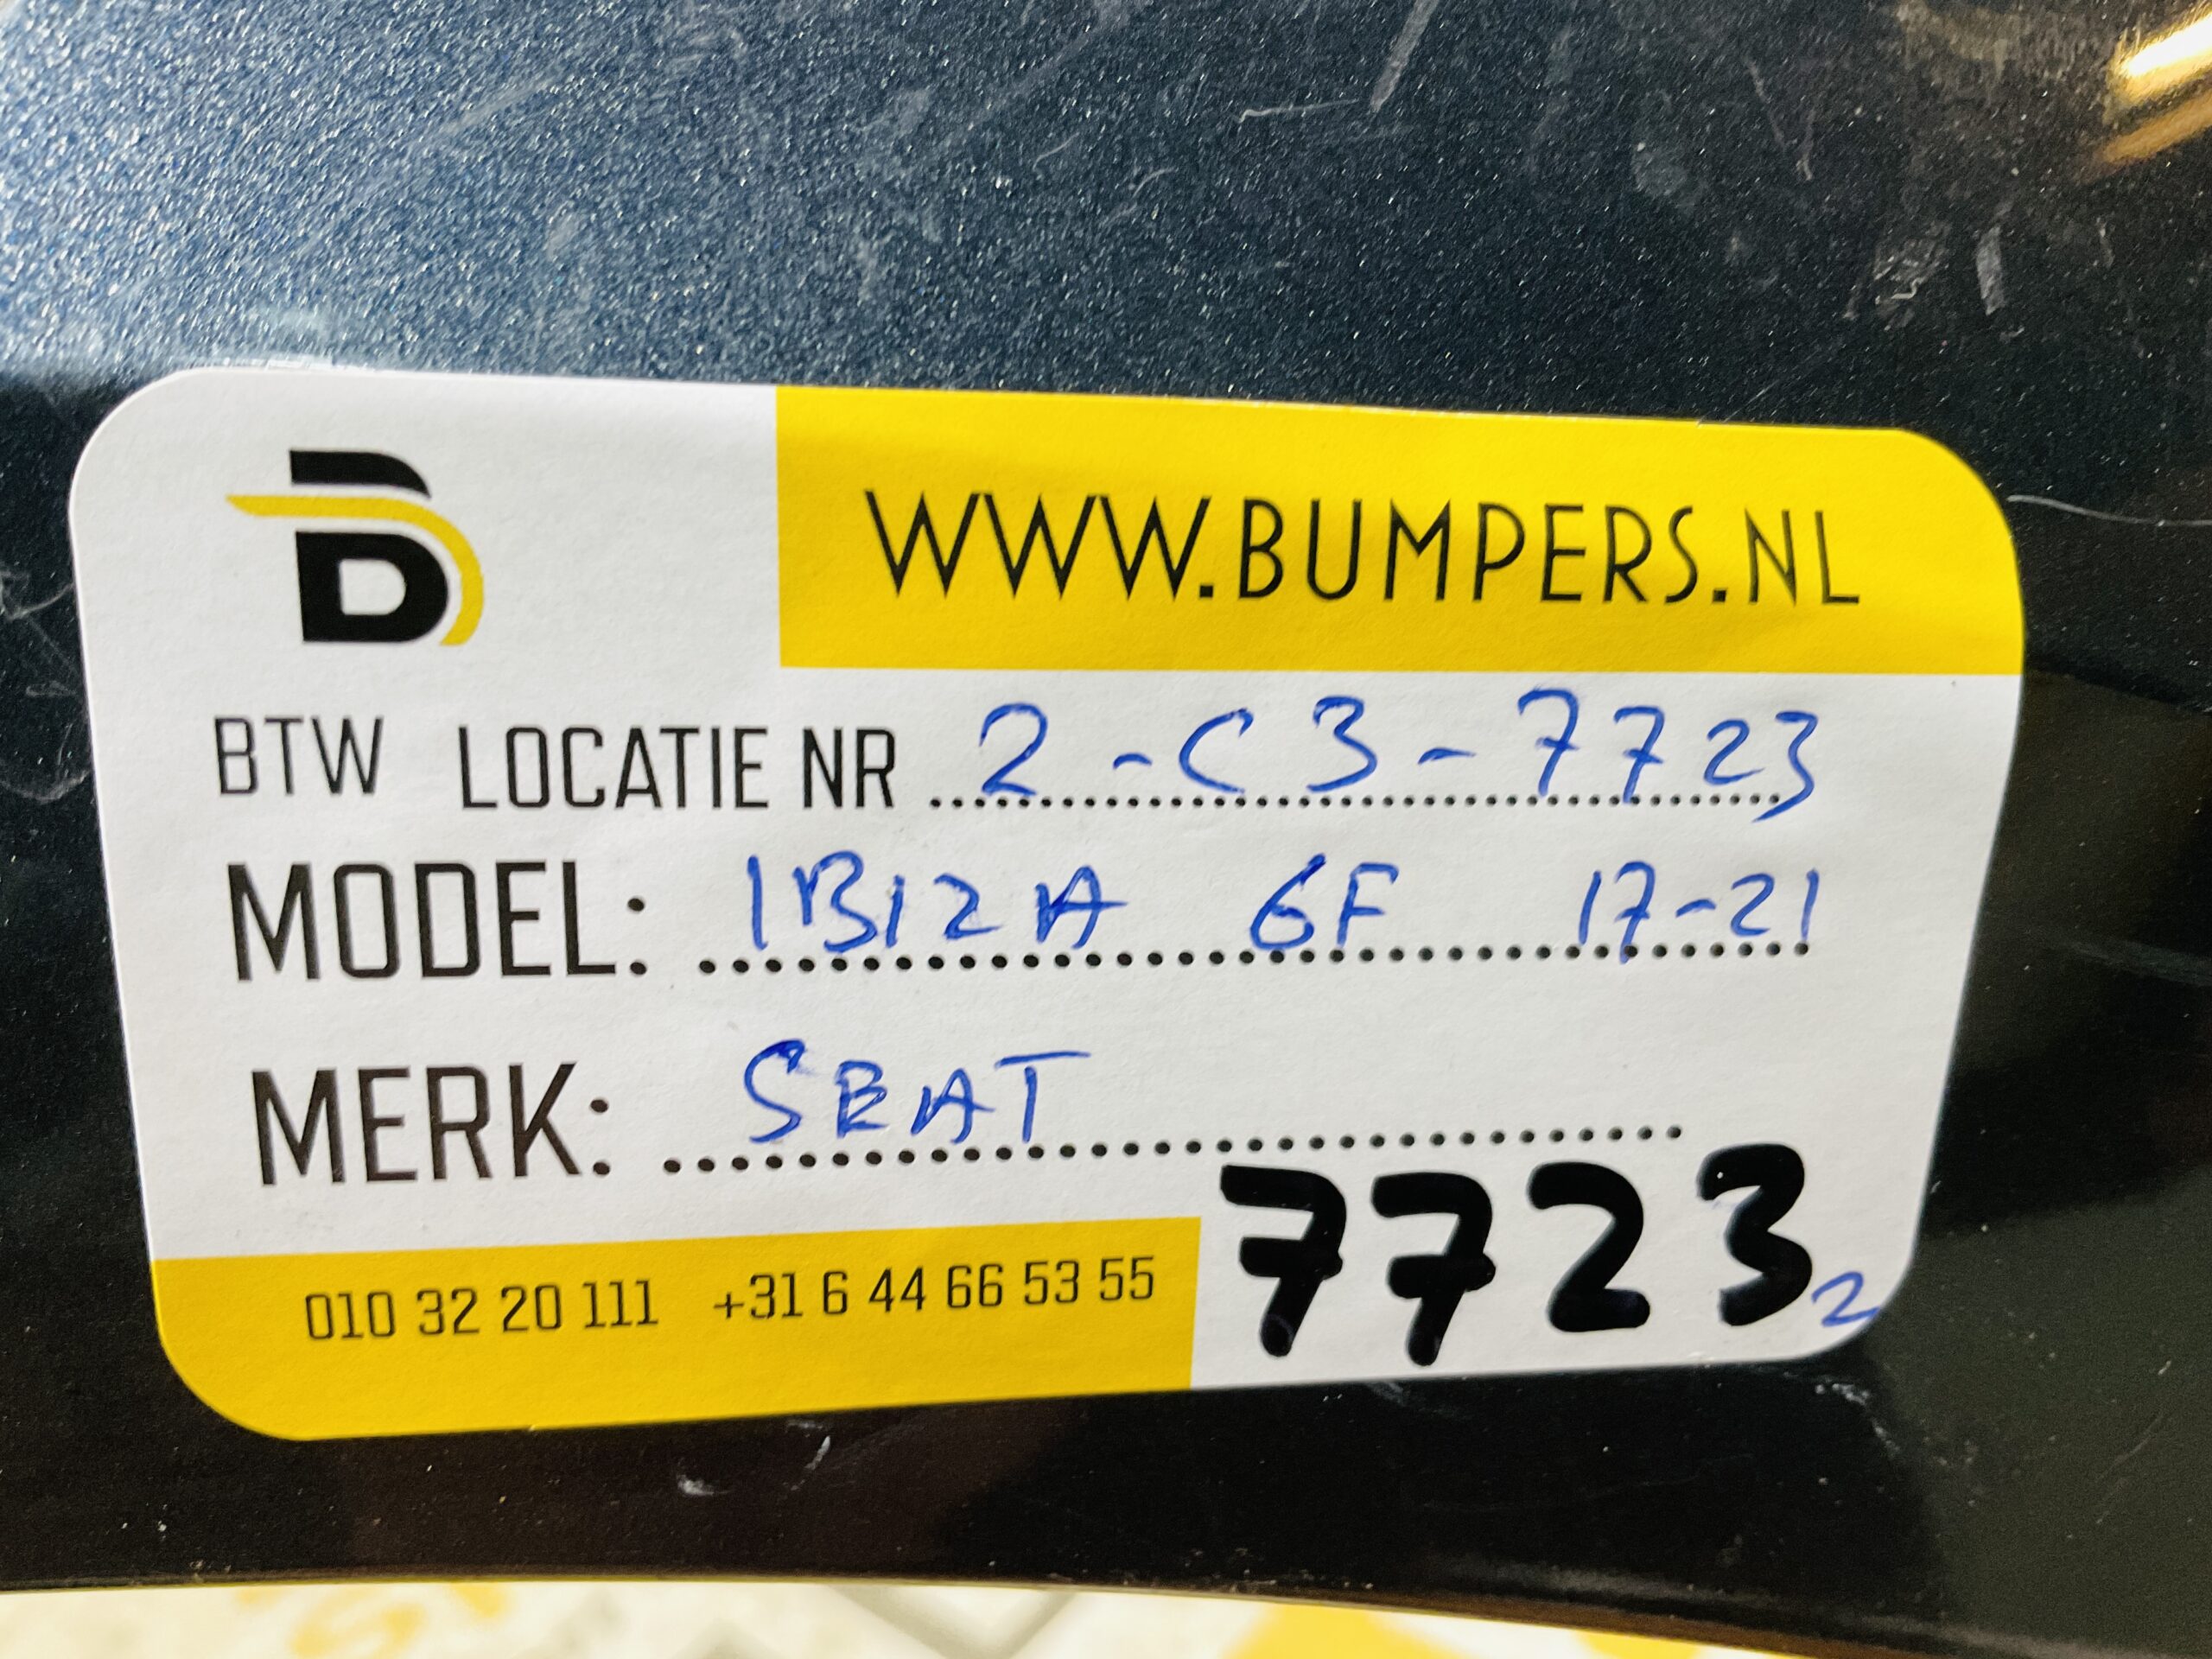 WWW.BUMPERS.NL
BTW LOCATIE NR 2-C3-7723
MODEL: IBIZA 6F 17-21
MERK: SEAT
7723 2
010 32 20 111 +31 6 44 66 53 55